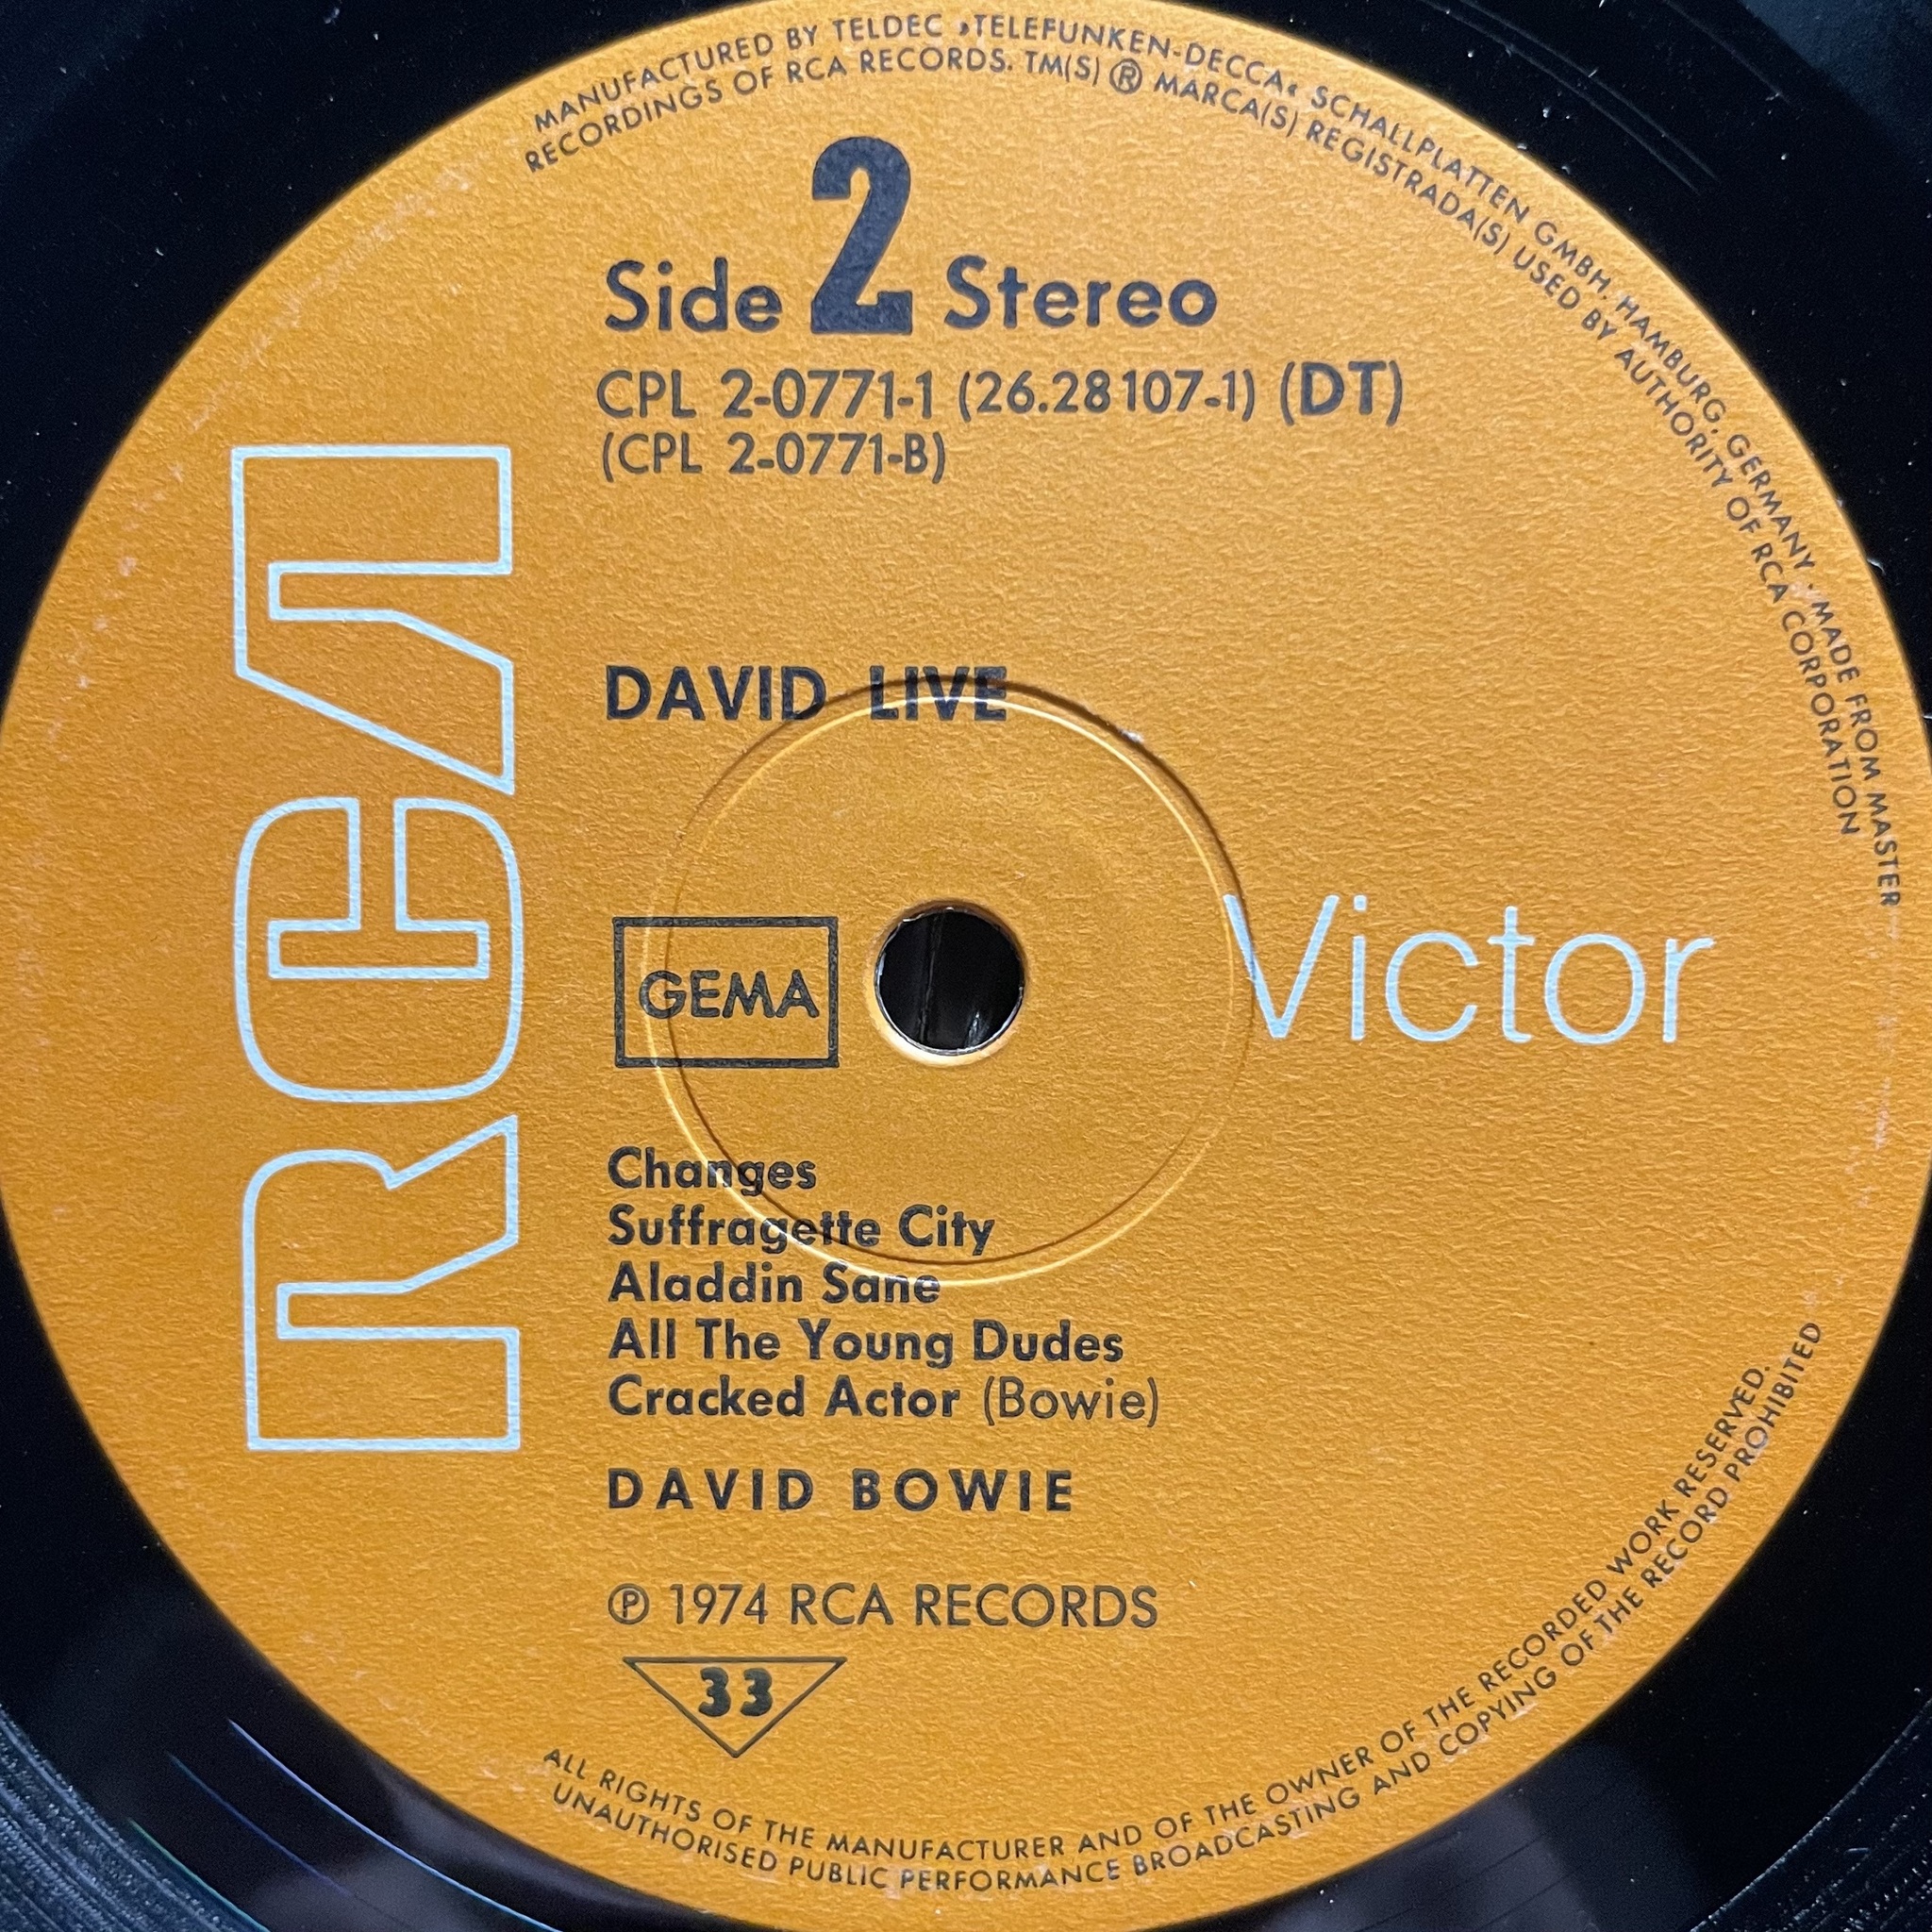 MANUFACTURED BY TELDEC »TELEFUNKEN-DECCA« SCHALLPLATTEN GMBH. HAMBURG, GERMANY · MADE FROM MASTER
RECORDINGS OF RCA RECORDS. TM(S) ® MARCA(S) REGISTRADA(S) USED BY AUTHORITY OF RCA CORPORATION
Side 2 Stereo
CPL 2-0771-1 (26.28107-1) (DT)
(CPL 2-0771-B)
RCA
DAVID LIVE
GEMA
Victor
Changes
Suffragette City
Aladdin Sane
All The Young Dudes
Cracked Actor (Bowie)
DAVID BOWIE
℗ 1974 RCA RECORDS
33
ALL RIGHTS OF THE MANUFACTURER AND OF THE OWNER OF THE RECORDED WORK RESERVED.
UNAUTHORISED PUBLIC PERFORMANCE BROADCASTING AND COPYING OF THE RECORD PROHIBITED